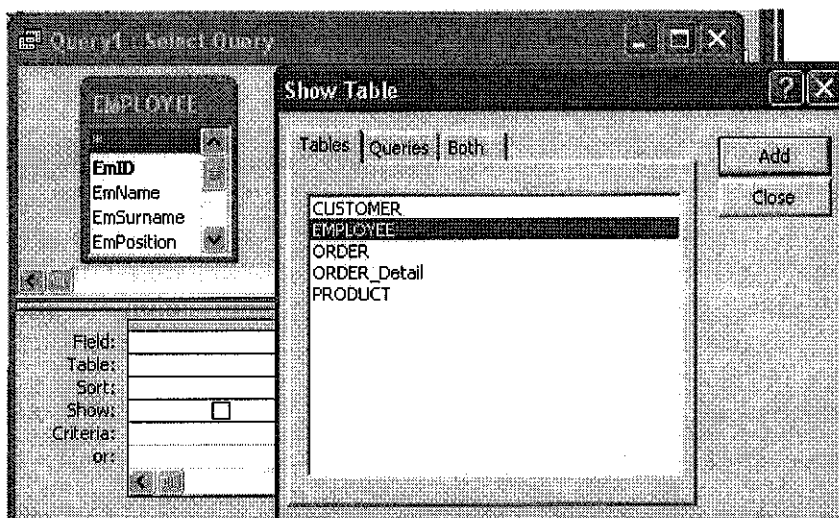 Query1 : Select Query
EMPLOYEE
*
EmID
EmName
EmSurname
EmPosition
Field:
Table:
Sort:
Show:
Criteria:
or:
Show Table
Tables
Queries
Both
CUSTOMER
EMPLOYEE
ORDER
ORDER_Detail
PRODUCT
Add
Close